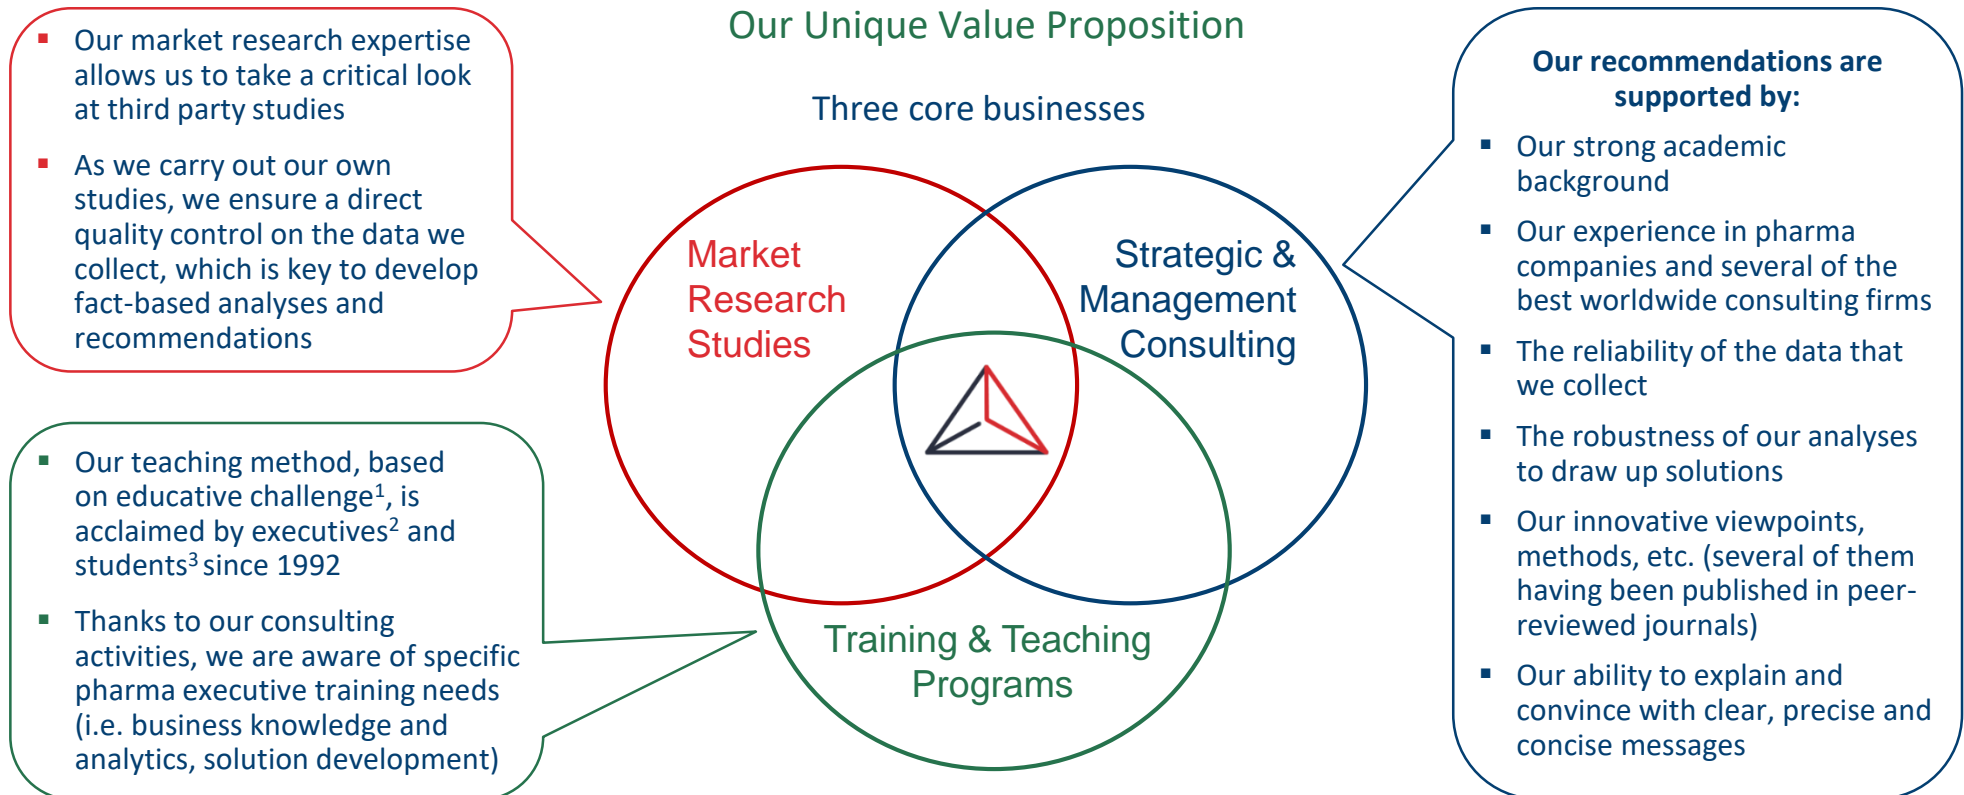 Our Unique Value Proposition
Three core businesses
▪ Our market research expertise
allows us to take a critical look
at third party studies
▪ As we carry out our own
studies, we ensure a direct
quality control on the data we
collect, which is key to develop
fact-based analyses and
recommendations
▪ Our teaching method, based
on educative challenge¹, is
acclaimed by executives² and
students³ since 1992
▪ Thanks to our consulting
activities, we are aware of specific
pharma executive training needs
(i.e. business knowledge and
analytics, solution development)
Market
Research
Studies
Strategic &
Management
Consulting
Training & Teaching
Programs
Our recommendations are
supported by:
▪ Our strong academic
background
▪ Our experience in pharma
companies and several of the
best worldwide consulting firms
▪ The reliability of the data that
we collect
▪ The robustness of our analyses
to draw up solutions
▪ Our innovative viewpoints,
methods, etc. (several of them
having been published in peer-
reviewed journals)
▪ Our ability to explain and
convince with clear, precise and
concise messages